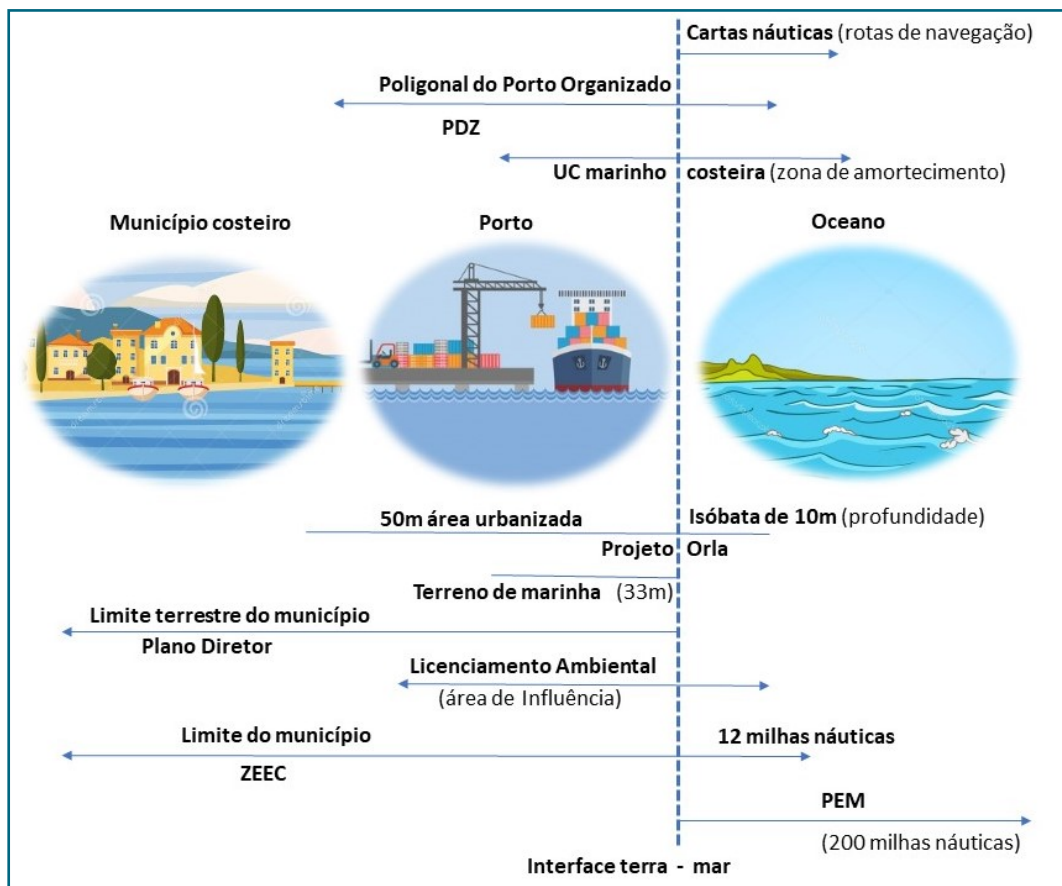 Cartas náuticas (rotas de navegação)
Poligonal do Porto Organizado
PDZ
UC marinho costeira (zona de amortecimento)
Município costeiro Porto Oceano
50m área urbanizada Isóbata de 10m (profundidade)
Projeto Orla
Terreno de marinha (33m)
Limite terrestre do município
Plano Diretor
Licenciamento Ambiental
(área de Influência)
Limite do município 12 milhas náuticas
ZEEC
PEM
(200 milhas náuticas)
Interface terra - mar